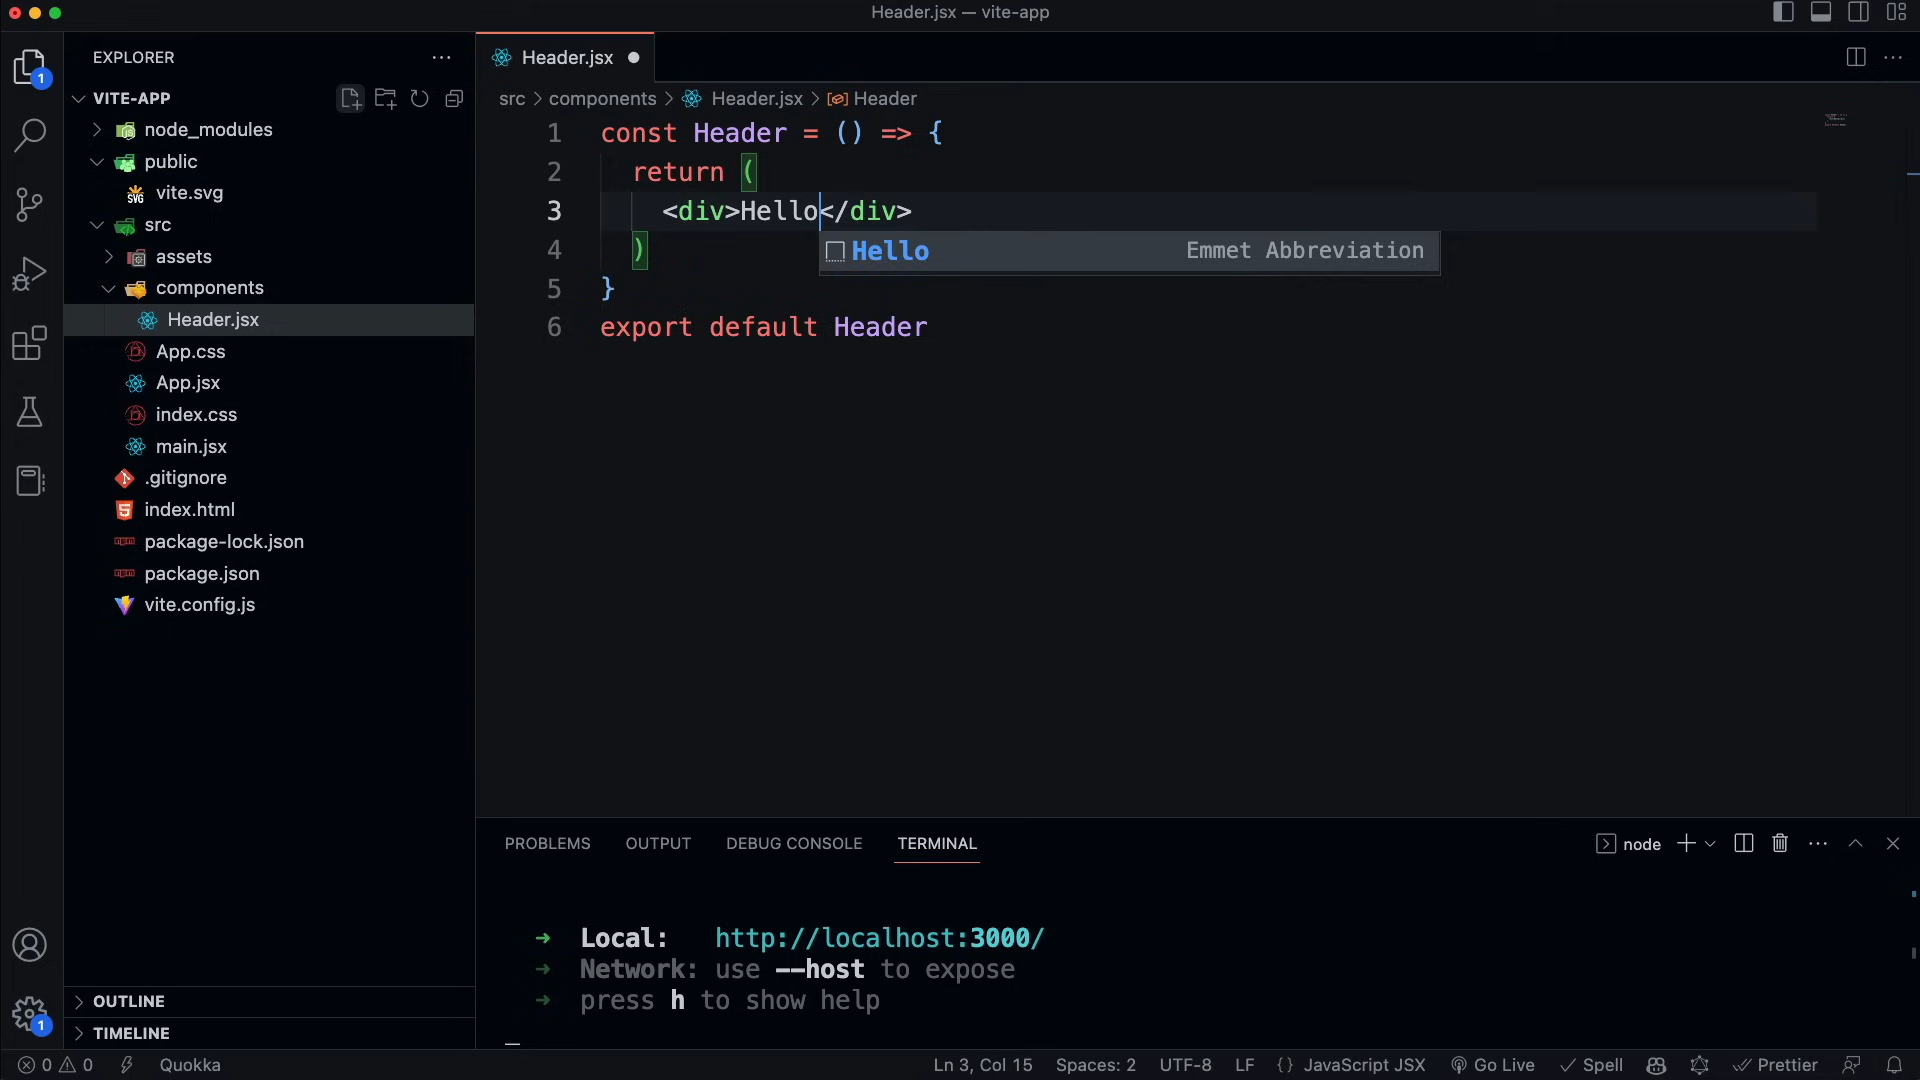 Header.jsx — vite-app
EXPLORER
VITE-APP
node_modules
public
vite.svg
src
assets
components
Header.jsx
App.css
App.jsx
index.css
main.jsx
.gitignore
index.html
package-lock.json
package.json
vite.config.js
OUTLINE
TIMELINE
1
1
Header.jsx
src > components > Header.jsx > Header
1 const Header = () => {
2 return (
3 <div>Hello</div>
4 )
5 }
6 export default Header
Hello Emmet Abbreviation
PROBLEMS OUTPUT DEBUG CONSOLE TERMINAL
node
➜ Local: http://localhost:3000/
➜ Network: use --host to expose
➜ press h to show help
0 0 Quokka Ln 3, Col 15 Spaces: 2 UTF-8 LF {} JavaScript JSX Go Live Spell Prettier